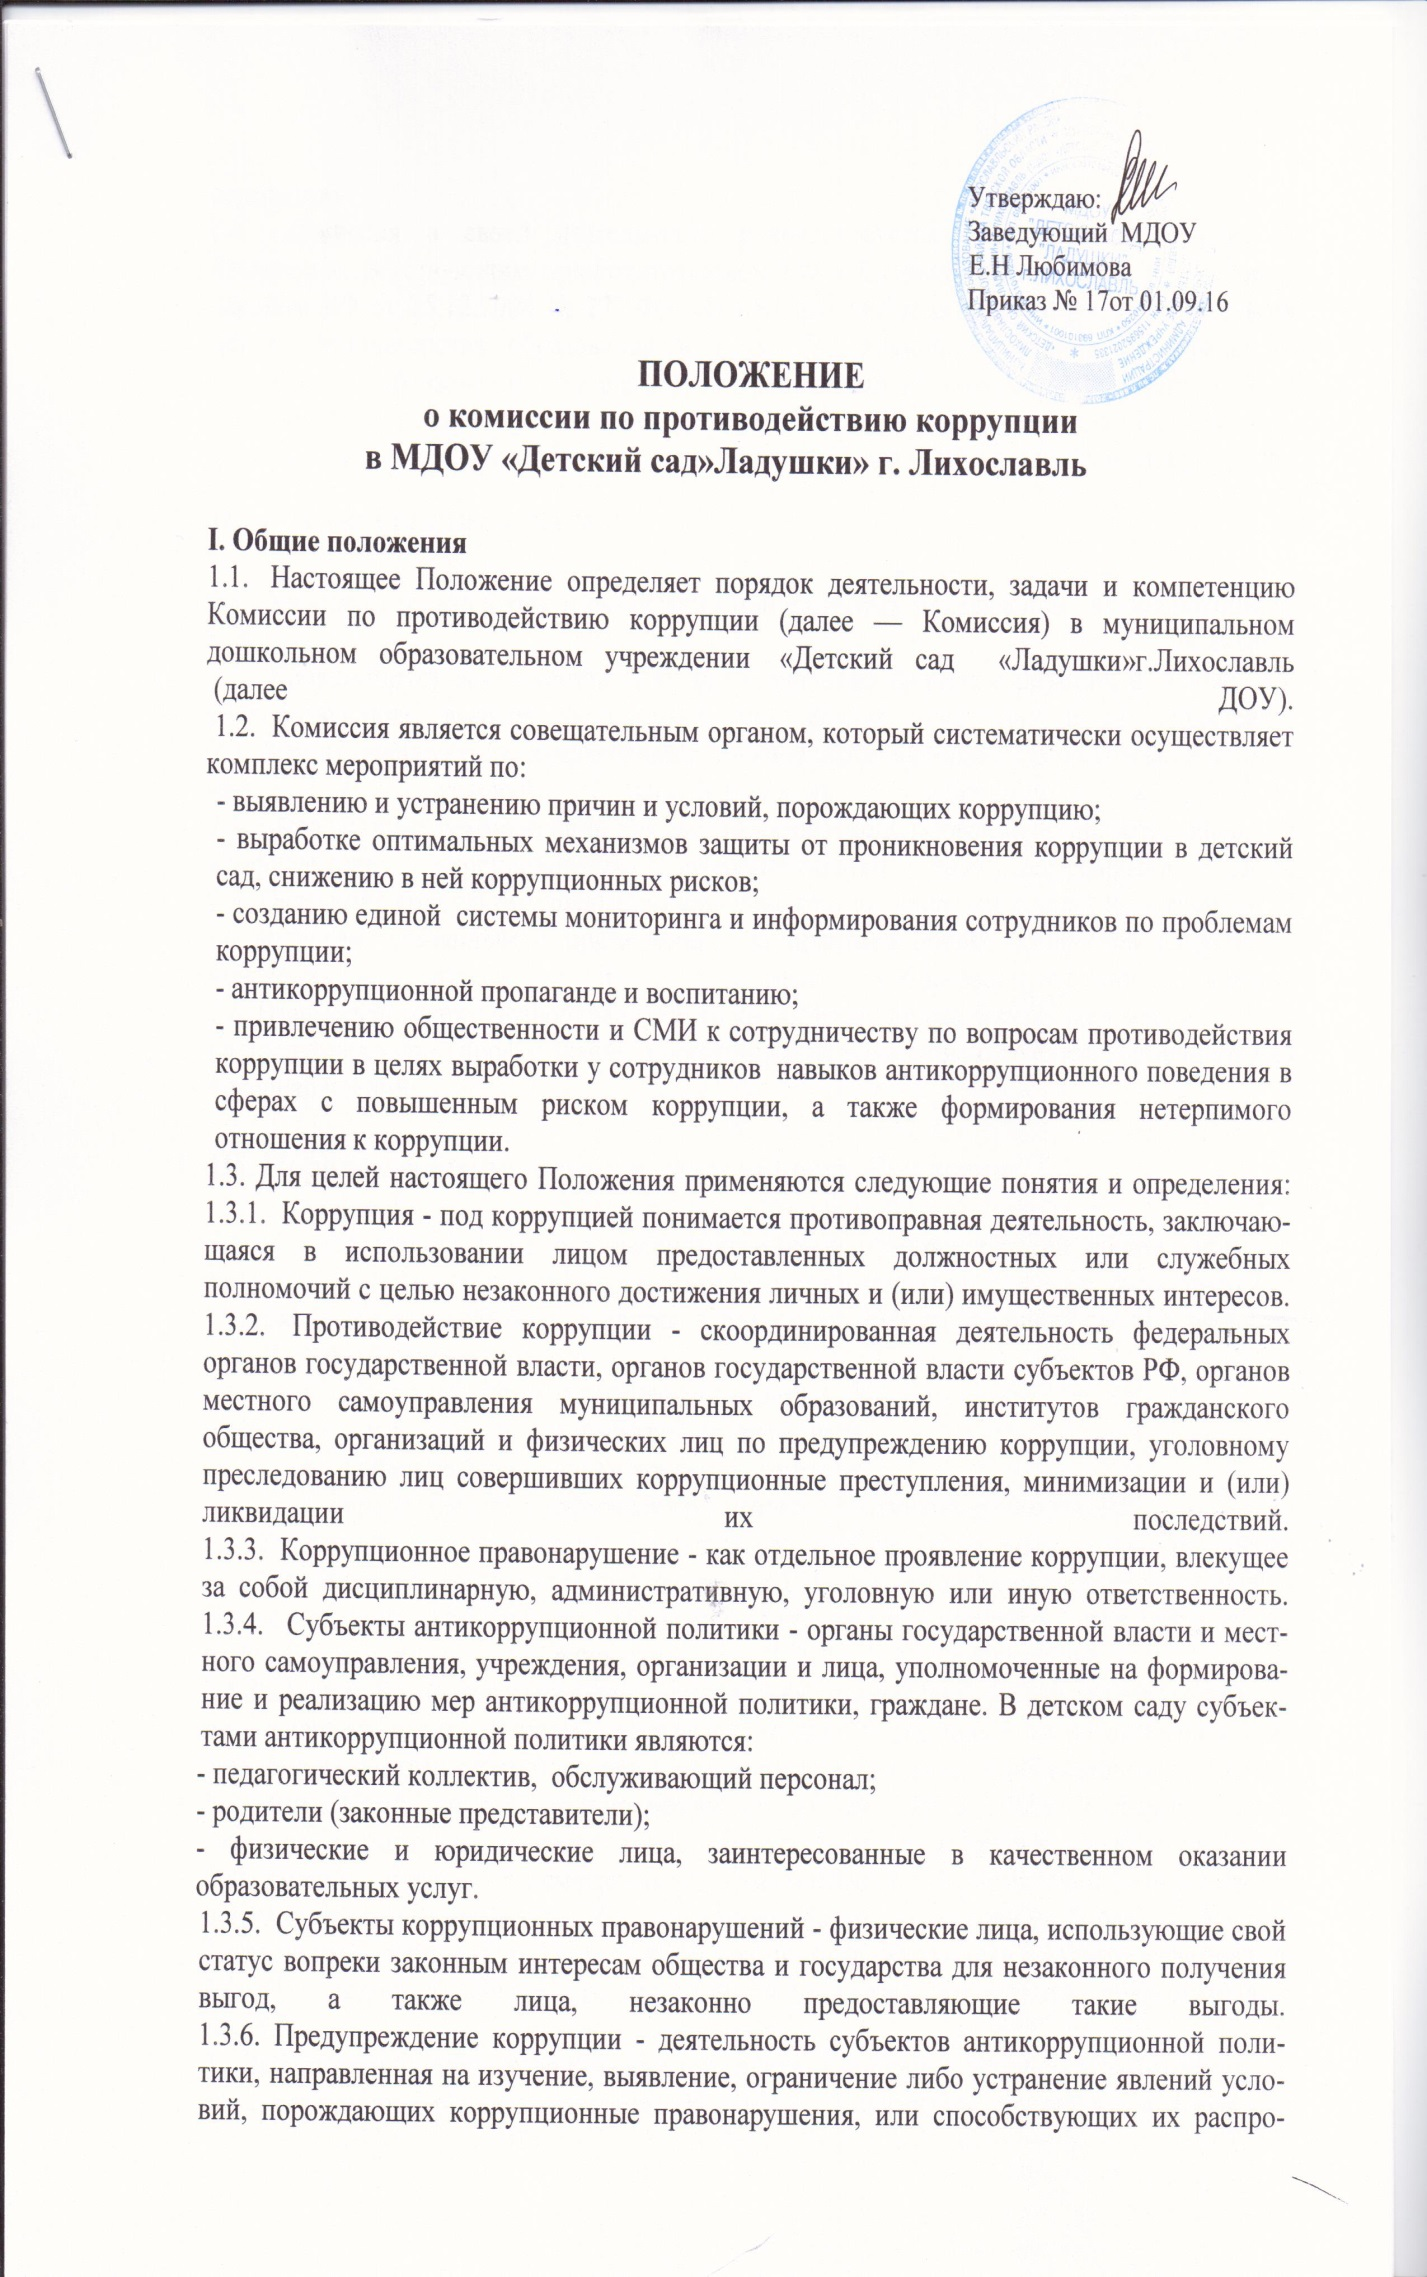 Утверждаю:
Заведующий МДОУ
Е.Н Любимова
Приказ № 17от 01.09.16
"ЛАДУШКИ"
Г.ЛИХОСЛАВЛЬ
ПОЛОЖЕНИЕ
о комиссии по противодействию коррупции
в МДОУ «Детский сад»Ладушки» г. Лихославль
I. Общие положения
1.1. Настоящее Положение определяет порядок деятельности, задачи и компетенцию
Комиссии по противодействию коррупции (далее — Комиссия) в муниципальном
дошкольном образовательном учреждении «Детский сад «Ладушки»г.Лихославль
(далее ДОУ).
1.2. Комиссия является совещательным органом, который систематически осуществляет
комплекс мероприятий по:
- выявлению и устранению причин и условий, порождающих коррупцию;
- выработке оптимальных механизмов защиты от проникновения коррупции в детский
сад, снижению в ней коррупционных рисков;
- созданию единой системы мониторинга и информирования сотрудников по проблемам
коррупции;
- антикоррупционной пропаганде и воспитанию;
- привлечению общественности и СМИ к сотрудничеству по вопросам противодействия
коррупции в целях выработки у сотрудников навыков антикоррупционного поведения в
сферах с повышенным риском коррупции, а также формирования нетерпимого
отношения к коррупции.
1.3. Для целей настоящего Положения применяются следующие понятия и определения:
1.3.1. Коррупция - под коррупцией понимается противоправная деятельность, заключаю-
щаяся в использовании лицом предоставленных должностных или служебных
полномочий с целью незаконного достижения личных и (или) имущественных интересов.
1.3.2. Противодействие коррупции - скоординированная деятельность федеральных
органов государственной власти, органов государственной власти субъектов РФ, органов
местного самоуправления муниципальных образований, институтов гражданского
общества, организаций и физических лиц по предупреждению коррупции, уголовному
преследованию лиц совершивших коррупционные преступления, минимизации и (или)
ликвидации их последствий.
1.3.3. Коррупционное правонарушение - как отдельное проявление коррупции, влекущее
за собой дисциплинарную, административную, уголовную или иную ответственность.
1.3.4. Субъекты антикоррупционной политики - органы государственной власти и мест-
ного самоуправления, учреждения, организации и лица, уполномоченные на формирова-
ние и реализацию мер антикоррупционной политики, граждане. В детском саду субъек-
тами антикоррупционной политики являются:
- педагогический коллектив, обслуживающий персонал;
- родители (законные представители);
- физические и юридические лица, заинтересованные в качественном оказании
образовательных услуг.
1.3.5. Субъекты коррупционных правонарушений - физические лица, использующие свой
статус вопреки законным интересам общества и государства для незаконного получения
выгод, а также лица, незаконно предоставляющие такие выгоды.
1.3.6. Предупреждение коррупции - деятельность субъектов антикоррупционной поли-
тики, направленная на изучение, выявление, ограничение либо устранение явлений усло-
вий, порождающих коррупционные правонарушения, или способствующих их распро-